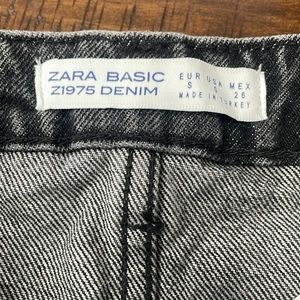 ZARA BASIC
Z1975 DENIM
EUR USA MEX
S S 26
MADE IN TURKEY